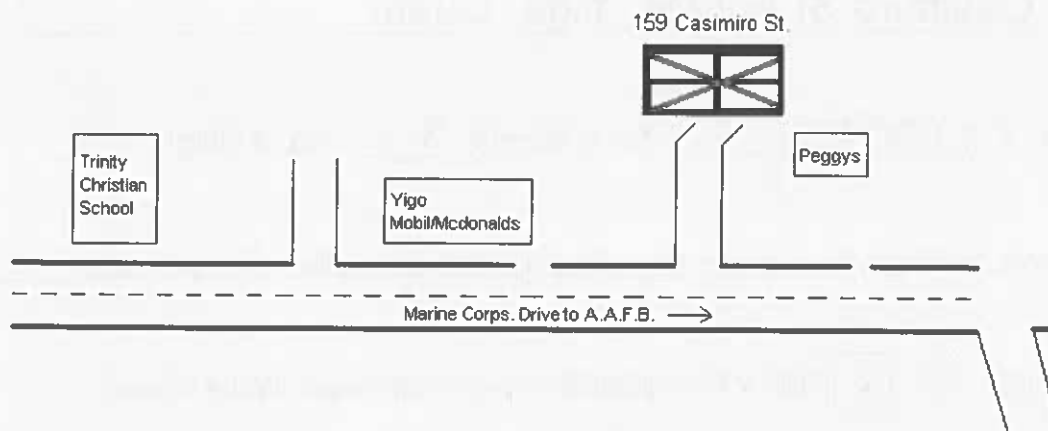 159 Casimiro St.
Trinity
Christian
School
Yigo
Mobil/Mcdonalds
Peggys
Marine Corps. Drive to A.A.F.B.